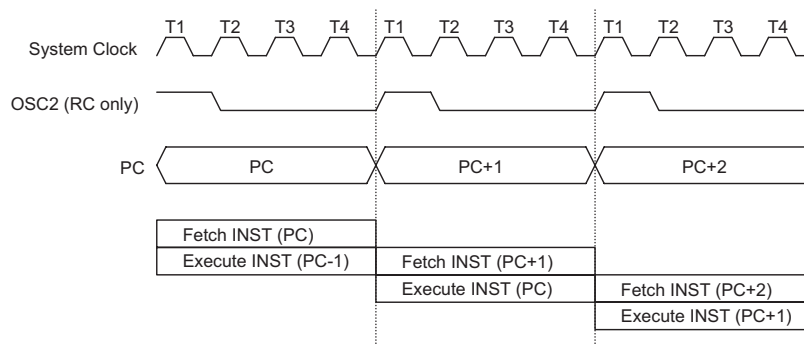 T1 T2 T3 T4 T1 T2 T3 T4 T1 T2 T3 T4
System Clock
OSC2 (RC only)
PC PC PC+1 PC+2
Fetch INST (PC)
Execute INST (PC-1) Fetch INST (PC+1)
Execute INST (PC) Fetch INST (PC+2)
Execute INST (PC+1)